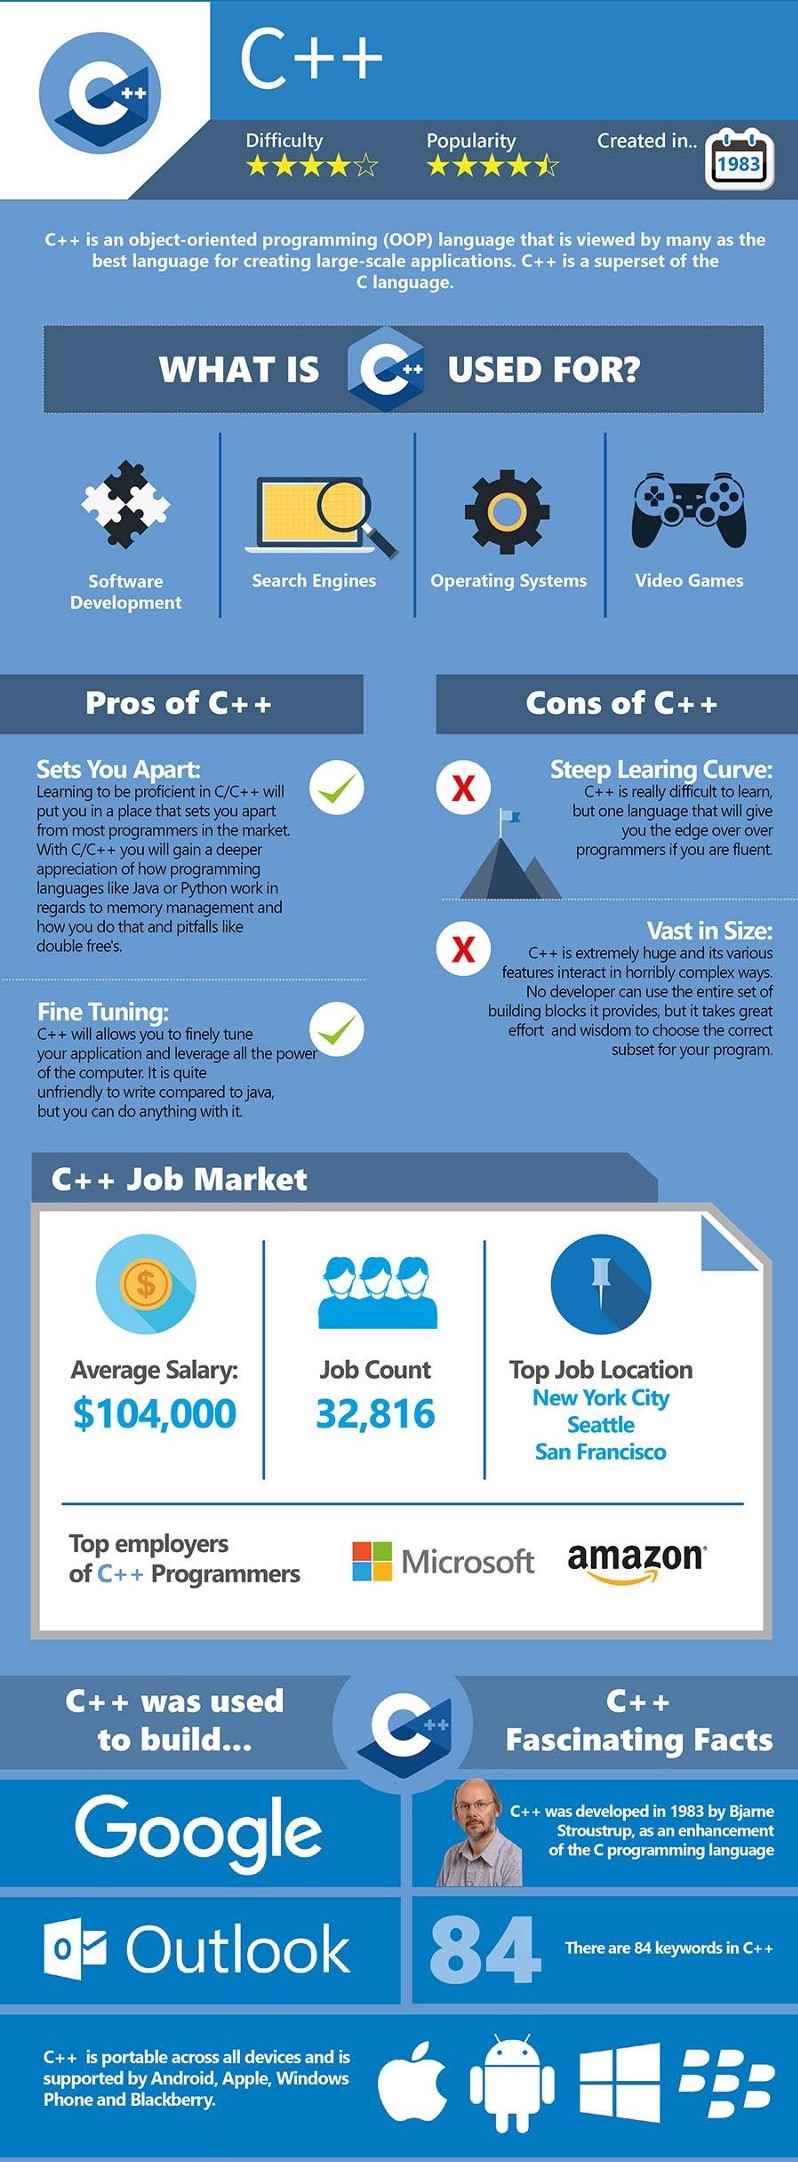 C++
C++
Difficulty
Popularity
Created in..
1983
C++ is an object-oriented programming (OOP) language that is viewed by many as the
best language for creating large-scale applications. C++ is a superset of the
C language.
WHAT IS C++ USED FOR?
Software
Development
Search Engines
Operating Systems
Video Games
Pros of C++
Sets You Apart:
Learning to be proficient in C/C++ will
put you in a place that sets you apart
from most programmers in the market.
With C/C++ you will gain a deeper
appreciation of how programming
languages like Java or Python work in
regards to memory management and
how you do that and pitfalls like
double free's.
Fine Tuning:
C++ will allows you to finely tune
your application and leverage all the power
of the computer. It is quite
unfriendly to write compared to java,
but you can do anything with it.
Cons of C++
X
Steep Learing Curve:
C++ is really difficult to learn,
but one language that will give
you the edge over over
programmers if you are fluent.
X
Vast in Size:
C++ is extremely huge and its various
features interact in horribly complex ways.
No developer can use the entire set of
building blocks it provides, but it takes great
effort and wisdom to choose the correct
subset for your program.
C++ Job Market
$
Average Salary:
$104,000
Job Count
32,816
Top Job Location
New York City
Seattle
San Francisco
Top employers
of C++ Programmers
Microsoft
amazon
C++ was used
to build...
C++
C++
Fascinating Facts
Google
C++ was developed in 1983 by Bjarne
Stroustrup, as an enhancement
of the C programming language
Outlook
84
There are 84 keywords in C++
C++ is portable across all devices and is
supported by Android, Apple, Windows
Phone and Blackberry.